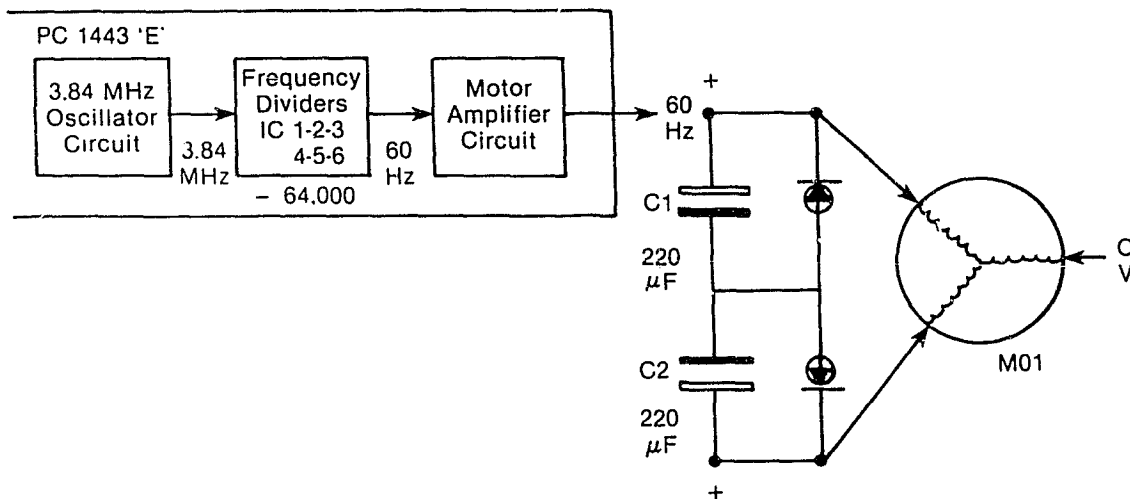 PC 1443 'E'
3.84 MHz
Oscillator
Circuit
3.84
MHz
Frequency
Dividers
IC 1-2-3
4-5-6
– 64.000
60
Hz
Motor
Amplifier
Circuit
60
Hz
+
C1
220
µF
C2
220
µF
+
M01
O
V